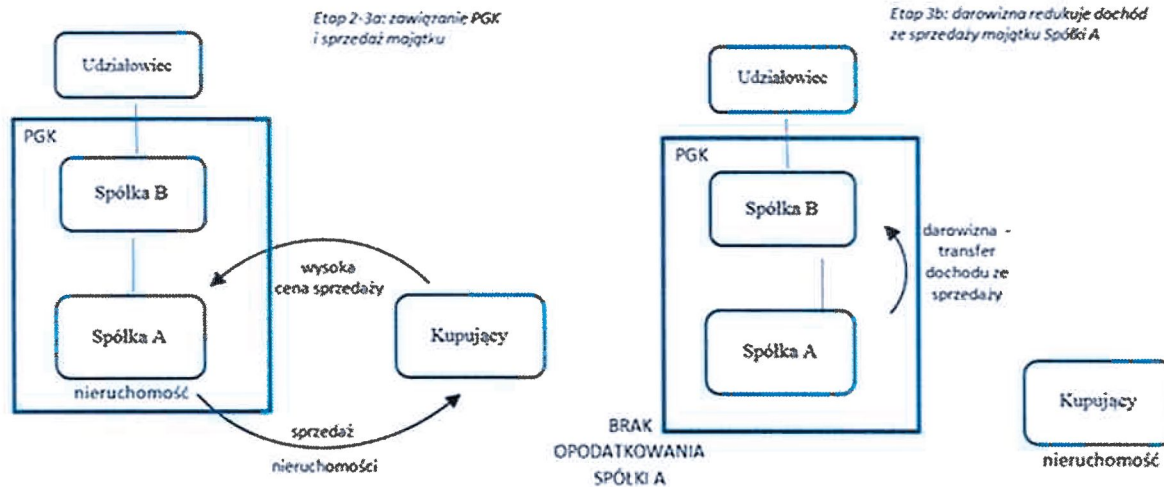 Etap 2-3a: zawiązanie PGK
i sprzedaż majątku
Udziałowiec
PGK
Spółka B
wysoka
cena sprzedaży
Spółka A
nieruchomość
Kupujący
sprzedaż
nieruchomości
Etap 3b: darowizna redukuje dochód
ze sprzedaży majątku Spółki A
Udziałowiec
PGK
Spółka B
darowizna -
transfer
dochodu ze
sprzedaży
Spółka A
Kupujący
nieruchomość
BRAK
OPODATKOWANIA
SPÓŁKI A